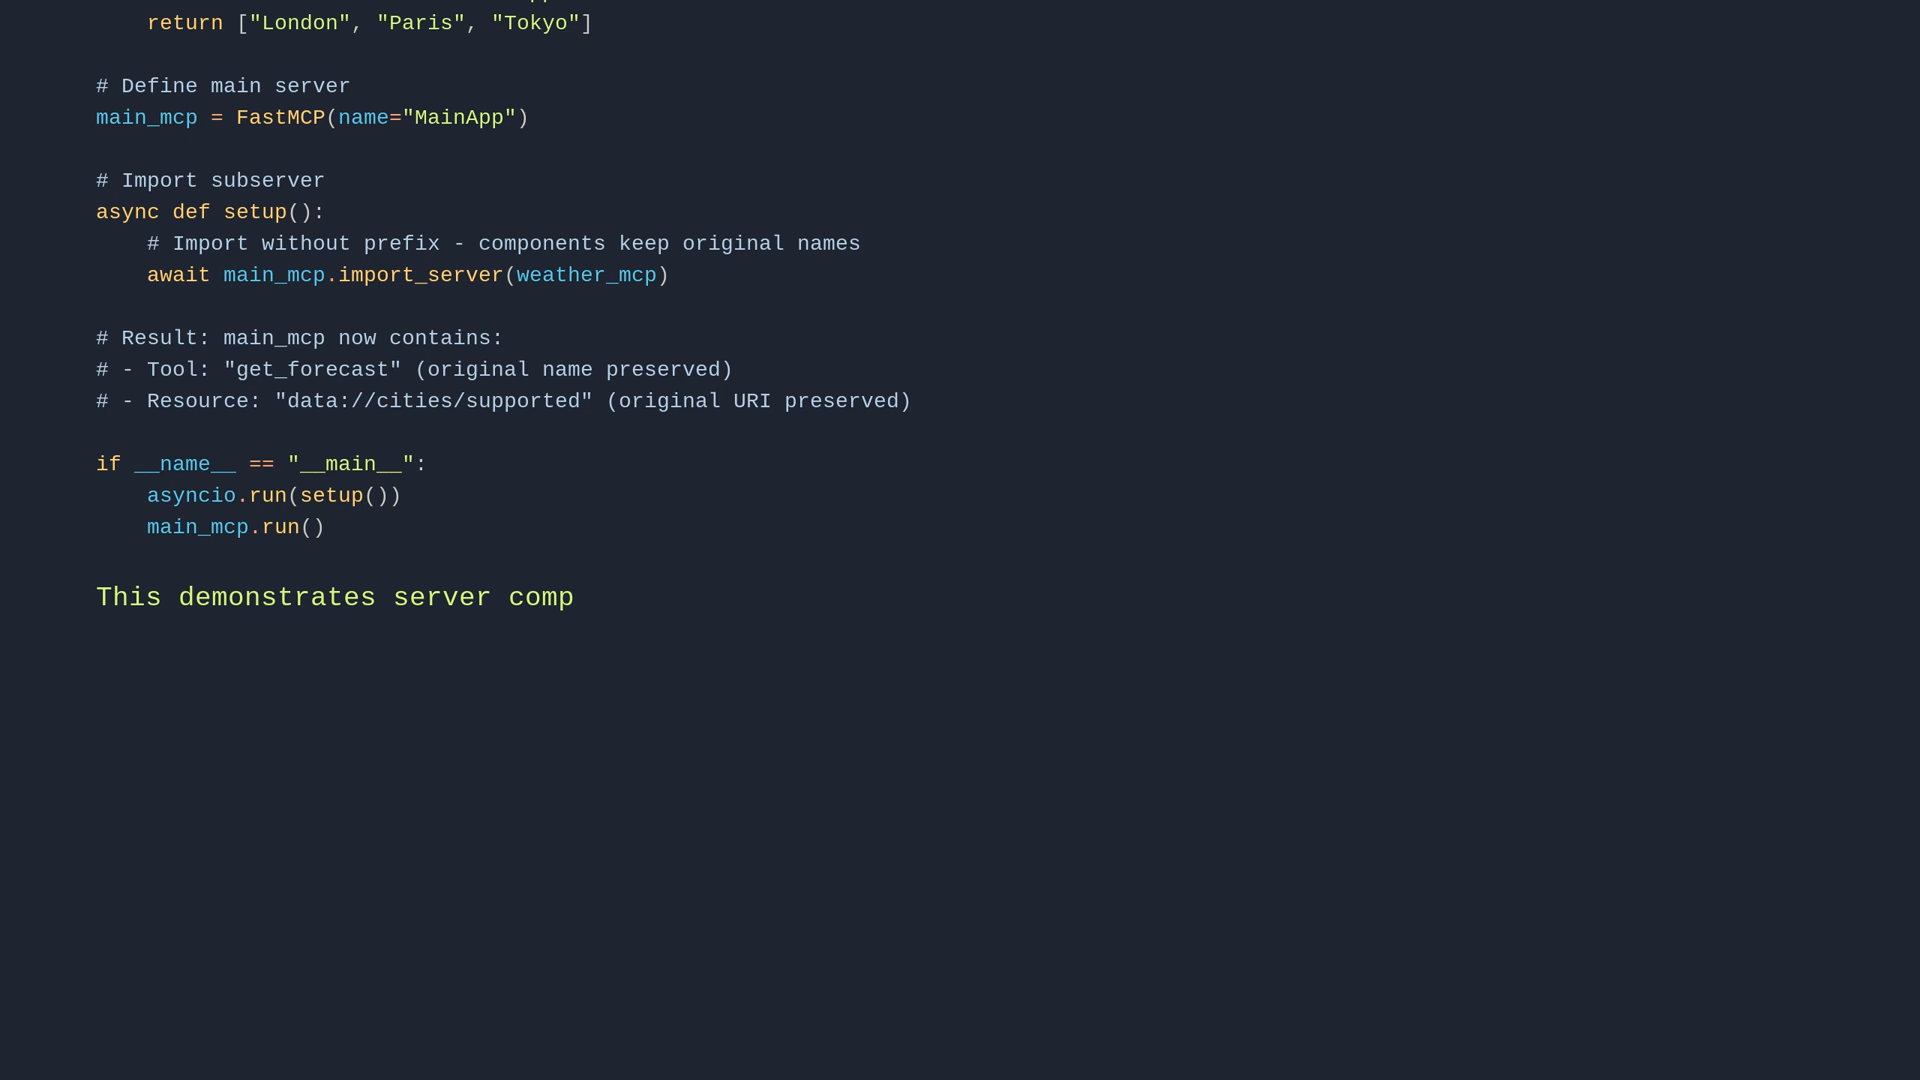 return ["London", "Paris", "Tokyo"]

# Define main server
main_mcp = FastMCP(name="MainApp")

# Import subserver
async def setup():
    # Import without prefix - components keep original names
    await main_mcp.import_server(weather_mcp)

# Result: main_mcp now contains:
# - Tool: "get_forecast" (original name preserved)
# - Resource: "data://cities/supported" (original URI preserved)

if __name__ == "__main__":
    asyncio.run(setup())
    main_mcp.run()

This demonstrates server comp